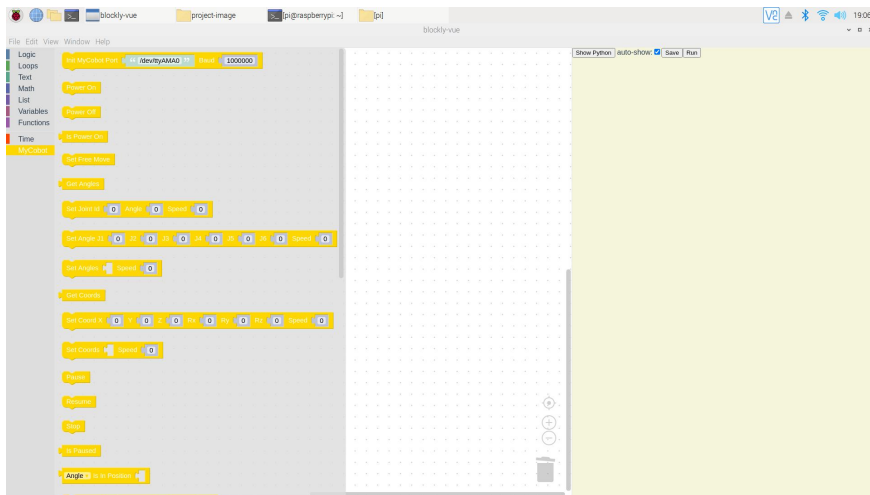 blockly-vue project-image [pi@raspberrypi: ~] [pi] V2 19:06
blockly-vue
File Edit View Window Help
Logic
Loops
Text
Math
List
Variables
Functions
Time
MyCobot
Init MyCobot Port “ /dev/ttyAMA0 ” Baud 1000000
Power On
Power Off
Is Power On
Set Free Move
Get Angles
Set Joint Id 0 Angle 0 Speed 0
Set Angle J1 0 J2 0 J3 0 J4 0 J5 0 J6 0 Speed 0
Set Angles Speed 0
Get Coords
Set Coord X 0 Y 0 Z 0 Rx 0 Ry 0 Rz 0 Speed 0
Set Coords Speed 0
Pause
Resume
Stop
Is Paused
Angle Is In Position
Show Python auto-show: Save Run